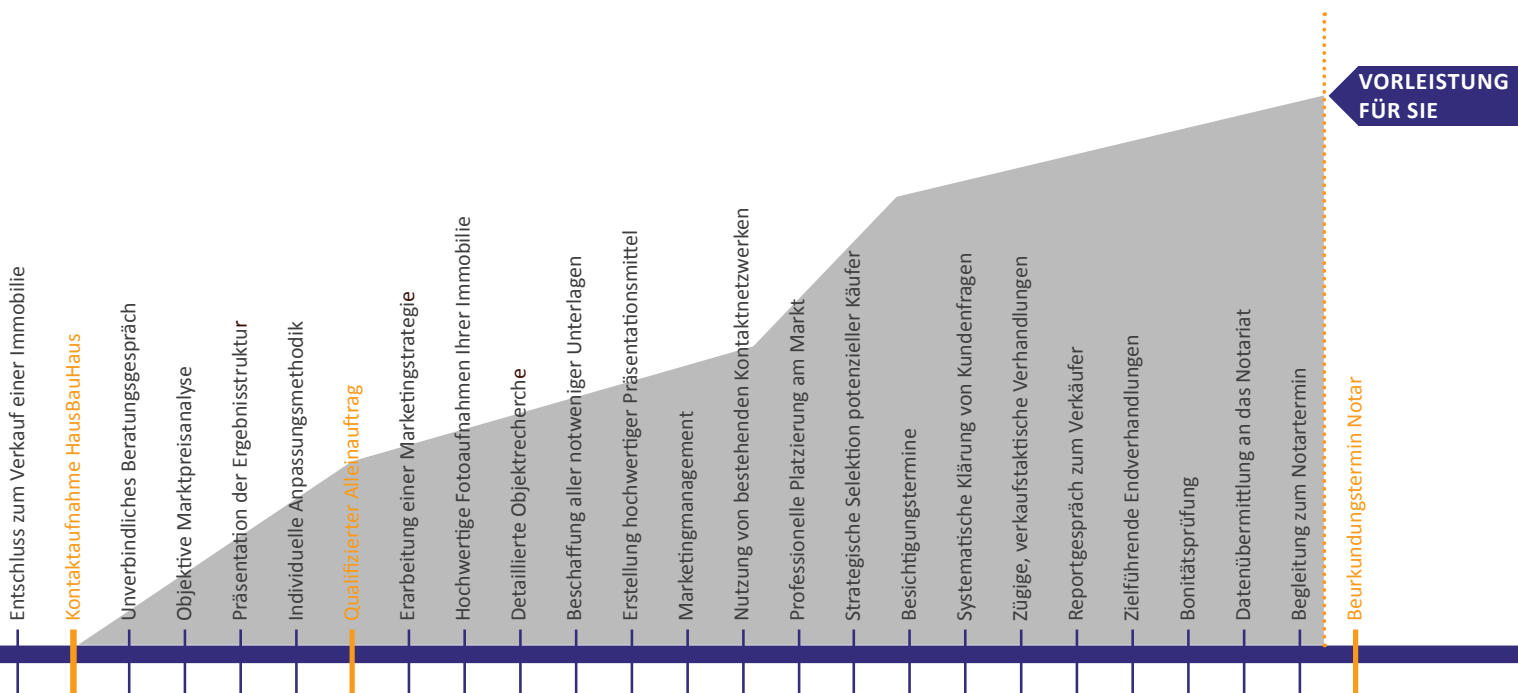 VORLEISTUNG
FÜR SIE
Entschluss zum Verkauf einer Immobilie
Kontaktaufnahme HausBauHaus
Unverbindliches Beratungsgespräch
Objektive Marktpreisanalyse
Präsentation der Ergebnisstruktur
Individuelle Anpassungsmethodik
Qualifizierter Alleinauftrag
Erarbeitung einer Marketingstrategie
Hochwertige Fotoaufnahmen Ihrer Immobilie
Detaillierte Objektrecherche
Beschaffung aller notweniger Unterlagen
Erstellung hochwertiger Präsentationsmittel
Marketingmanagement
Nutzung von bestehenden Kontaktnetzwerken
Professionelle Platzierung am Markt
Strategische Selektion potenzieller Käufer
Besichtigungstermine
Systematische Klärung von Kundenfragen
Zügige, verkaufstaktische Verhandlungen
Reportgespräch zum Verkäufer
Zielführende Endverhandlungen
Bonitätsprüfung
Datenübermittlung an das Notariat
Begleitung zum Notartermin
Beurkundungstermin Notar